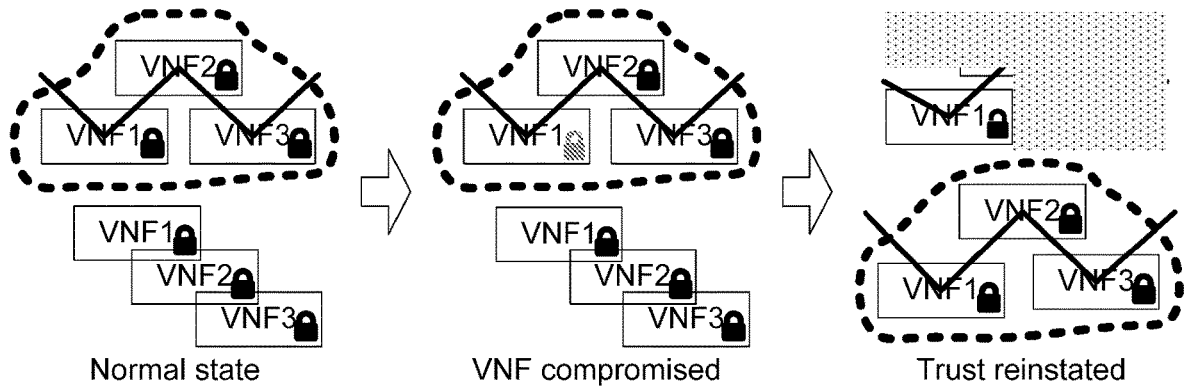 VNF2
VNF1 VNF3
VNF1
VNF2
VNF3
Normal state
VNF2
VNF1 VNF3
VNF1
VNF2
VNF3
VNF compromised
VNF1
VNF2
VNF1 VNF3
Trust reinstated